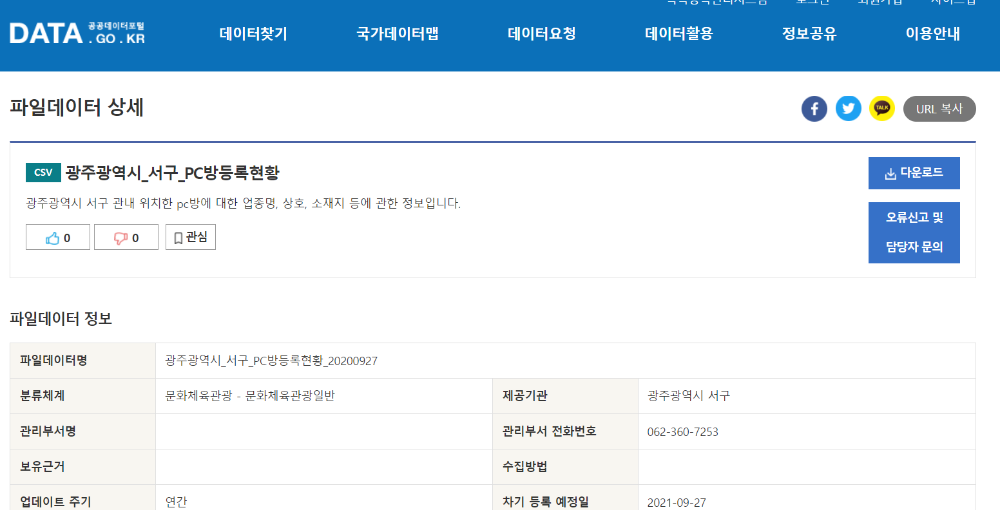 DATA 공공데이터포털
. GO . KR
데이터찾기 국가데이터맵 데이터요청 데이터활용 정보공유 이용안내
파일데이터 상세
TALK
URL 복사
CSV 광주광역시_서구_PC방등록현황
다운로드
광주광역시 서구 관내 위치한 pc방에 대한 업종명, 상호, 소재지 등에 관한 정보입니다.
오류신고 및
담당자 문의
0 0 관심
파일데이터 정보
파일데이터명 광주광역시_서구_PC방등록현황_20200927
분류체계 문화체육관광 - 문화체육관광일반 제공기관 광주광역시 서구
관리부서명 관리부서 전화번호 062-360-7253
보유근거 수집방법
업데이트 주기 연간 차기 등록 예정일 2021-09-27